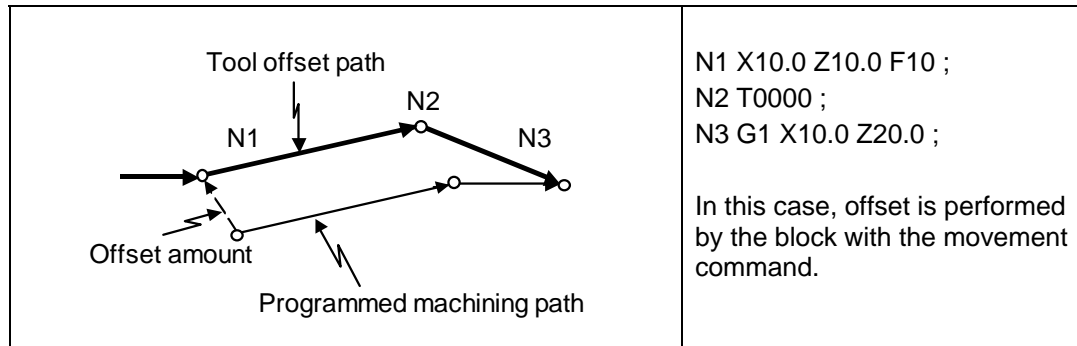 Tool offset path
N2
N1
N3
Offset amount
Programmed machining path
N1 X10.0 Z10.0 F10 ;
N2 T0000 ;
N3 G1 X10.0 Z20.0 ;
In this case, offset is performed
by the block with the movement
command.